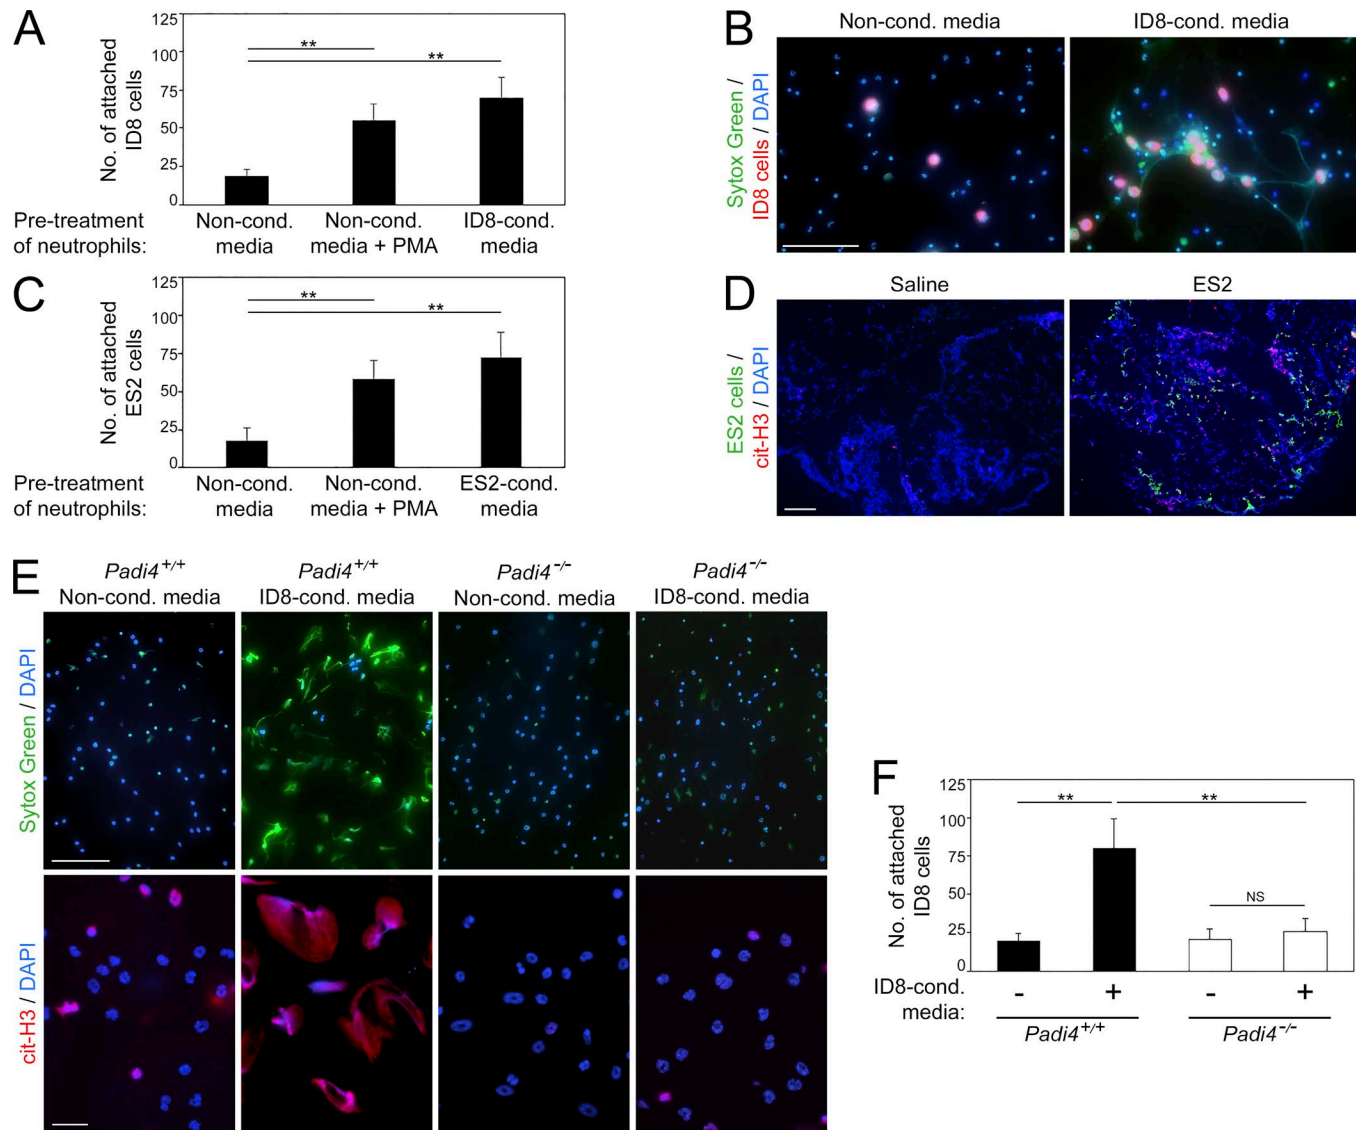 A
125
100
75
50
25
0
No. of attached
ID8 cells
**
**
Pre-treatment
of neutrophils:
Non-cond.
media
Non-cond.
media + PMA
ID8-cond.
media
B
Non-cond. media
ID8-cond. media
Sytox Green /
ID8 cells / DAPI
C
125
100
75
50
25
0
No. of attached
ES2 cells
**
**
Pre-treatment
of neutrophils:
Non-cond.
media
Non-cond.
media + PMA
ES2-cond.
media
D
Saline
ES2
ES2 cells /
cit-H3 / DAPI
E
Padi4+/+
Non-cond. media
Padi4+/+
ID8-cond. media
Padi4-/-
Non-cond. media
Padi4-/-
ID8-cond. media
Sytox Green / DAPI
cit-H3 / DAPI
F
125
100
75
50
25
0
No. of attached
ID8 cells
**
**
NS
ID8-cond.
media:
- + - +
Padi4+/+
Padi4-/-